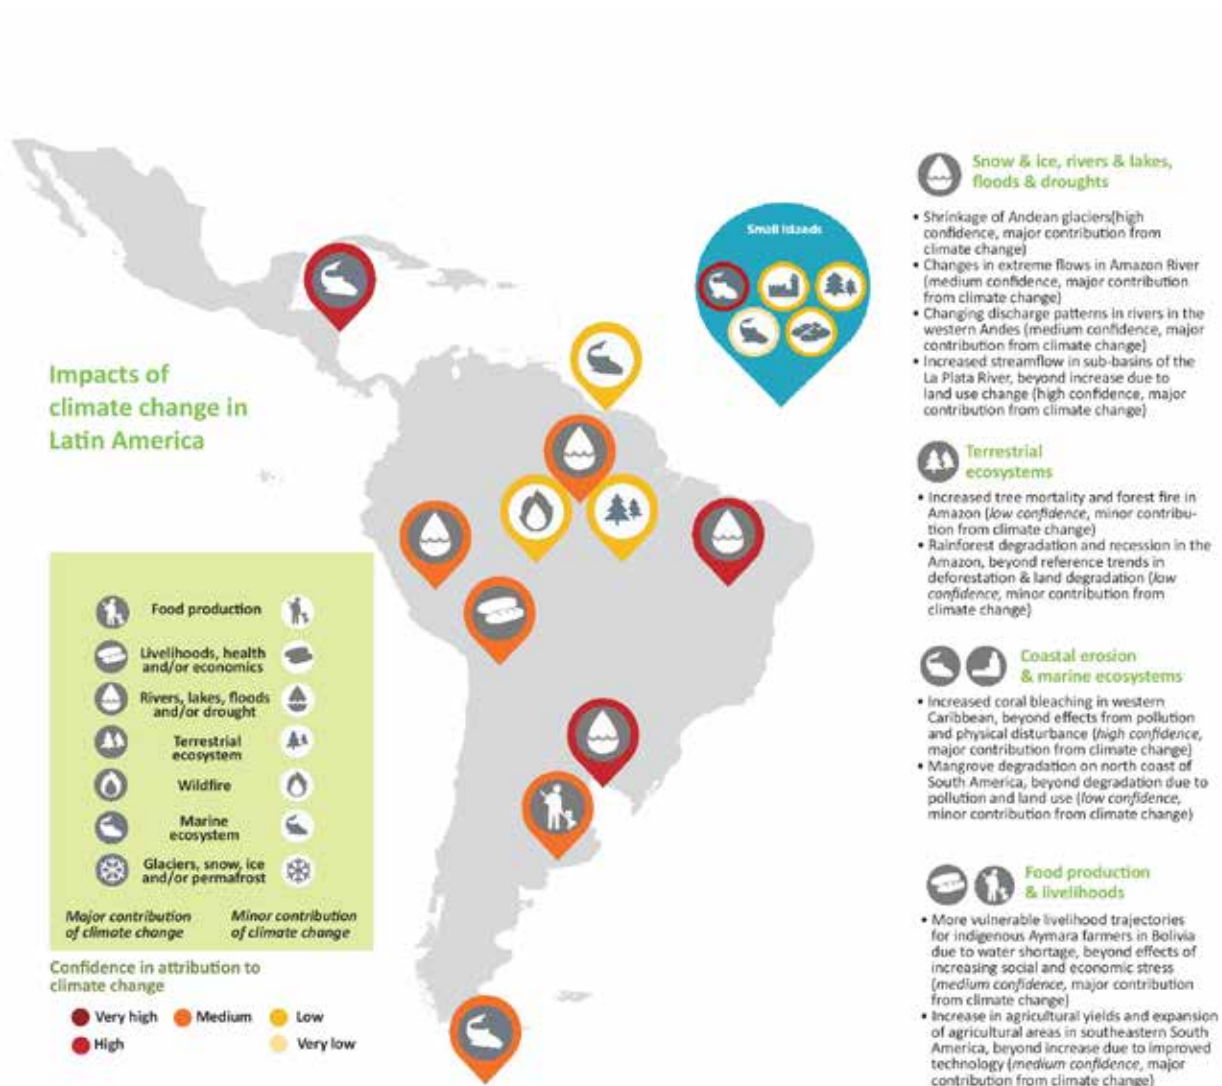 Impacts of
climate change in
Latin America
Small Islands
Food production
Livelihoods, health
and/or economics
Rivers, lakes, floods
and/or drought
Terrestrial
ecosystem
Wildfire
Marine
ecosystem
Glaciers, snow, ice
and/or permafrost
Major contribution
of climate change
Minor contribution
of climate change
Confidence in attribution to
climate change
Very high
Medium
Low
High
Very low
Snow & ice, rivers & lakes,
floods & droughts
• Shrinkage of Andean glaciers(high
confidence, major contribution from
climate change)
• Changes in extreme flows in Amazon River
(medium confidence, major contribution
from climate change)
• Changing discharge patterns in rivers in the
western Andes (medium confidence, major
contribution from climate change)
• Increased streamflow in sub-basins of the
La Plata River, beyond increase due to
land use change (high confidence, major
contribution from climate change)
Terrestrial
ecosystems
• Increased tree mortality and forest fire in
Amazon (low confidence, minor contribu-
tion from climate change)
• Rainforest degradation and recession in the
Amazon, beyond reference trends in
deforestation & land degradation (low
confidence, minor contribution from
climate change)
Coastal erosion
& marine ecosystems
• Increased coral bleaching in western
Caribbean, beyond effects from pollution
and physical disturbance (high confidence,
major contribution from climate change)
• Mangrove degradation on north coast of
South America, beyond degradation due to
pollution and land use (low confidence,
minor contribution from climate change)
Food production
& livelihoods
• More vulnerable livelihood trajectories
for indigenous Aymara farmers in Bolivia
due to water shortage, beyond effects of
increasing social and economic stress
(medium confidence, major contribution
from climate change)
• Increase in agricultural yields and expansion
of agricultural areas in southeastern South
America, beyond increase due to improved
technology (medium confidence, major
contribution from climate change)